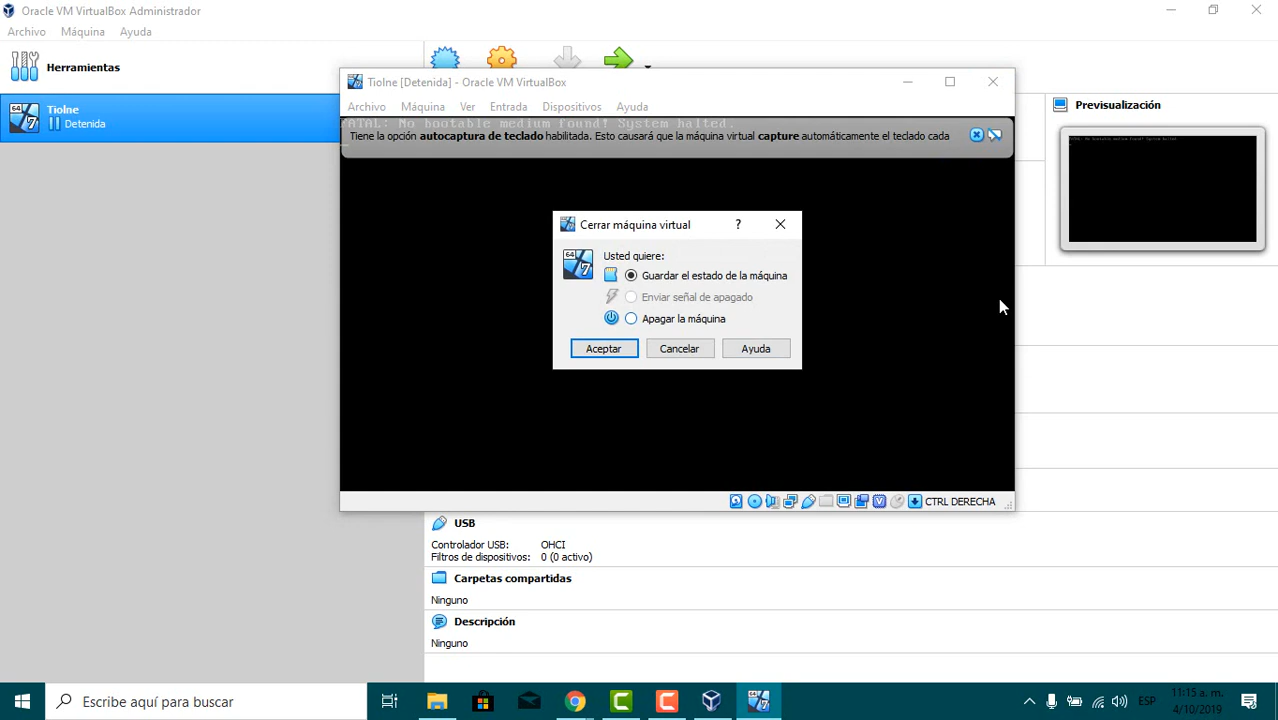 Oracle VM VirtualBox Administrador
Archivo Máquina Ayuda
Herramientas
64
7
Tiolne
Detenida
Tiolne [Detenida] - Oracle VM VirtualBox
Archivo Máquina Ver Entrada Dispositivos Ayuda
No bootable medium found! System halted.
Tiene la opción autocaptura de teclado habilitada. Esto causará que la máquina virtual capture automáticamente el teclado cada
Previsualización
Cerrar máquina virtual
?
64
7
Usted quiere:
Guardar el estado de la máquina
Enviar señal de apagado
Apagar la máquina
Aceptar Cancelar Ayuda
CTRL DERECHA
USB
Controlador USB: OHCI
Filtros de dispositivos: 0 (0 activo)
Carpetas compartidas
Ninguno
Descripción
Ninguno
Escribe aquí para buscar
ESP
11:15 a. m.
4/10/2019